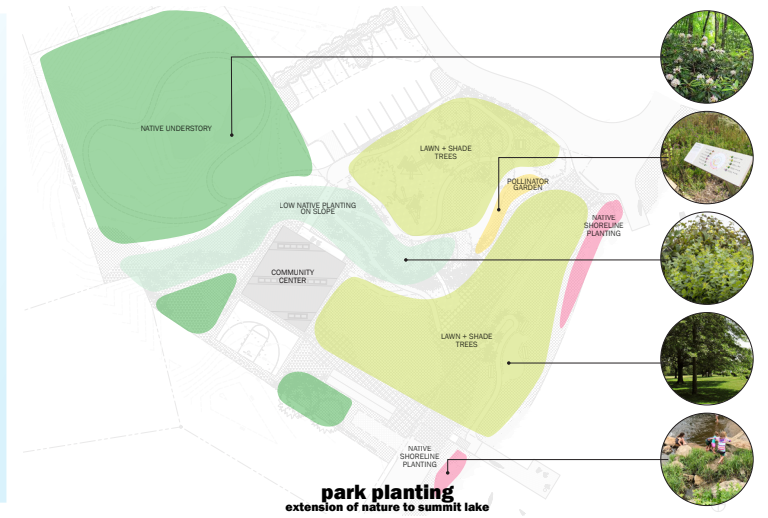 NATIVE UNDERSTORY
LAWN + SHADE
TREES
POLLINATOR
GARDEN
LOW NATIVE PLANTING
ON SLOPE
NATIVE
SHORELINE
PLANTING
COMMUNITY
CENTER
LAWN + SHADE
TREES
NATIVE
SHORELINE
PLANTING
park planting
extension of nature to summit lake